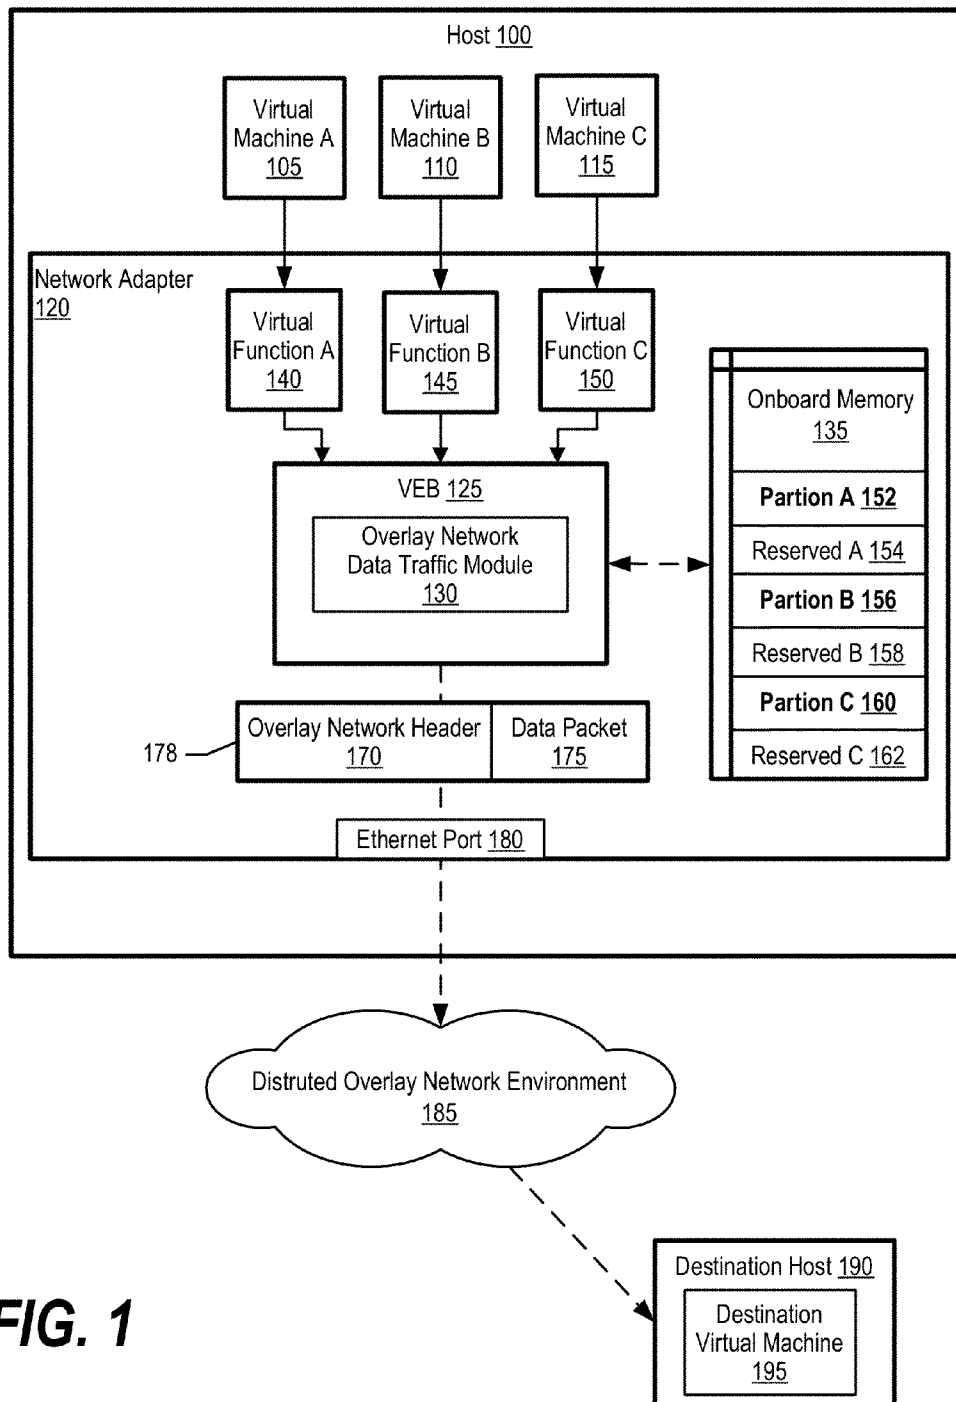 Host 100
Virtual
Machine A
105
Virtual
Machine B
110
Virtual
Machine C
115
Network Adapter
120
Virtual
Function A
140
Virtual
Function B
145
Virtual
Function C
150
Onboard Memory
135
Partion A 152
Reserved A 154
Partion B 156
Reserved B 158
Partion C 160
Reserved C 162
VEB 125
Overlay Network
Data Traffic Module
130
178
Overlay Network Header
170
Data Packet
175
Ethernet Port 180
Distruted Overlay Network Environment
185
Destination Host 190
Destination
Virtual Machine
195
FIG. 1